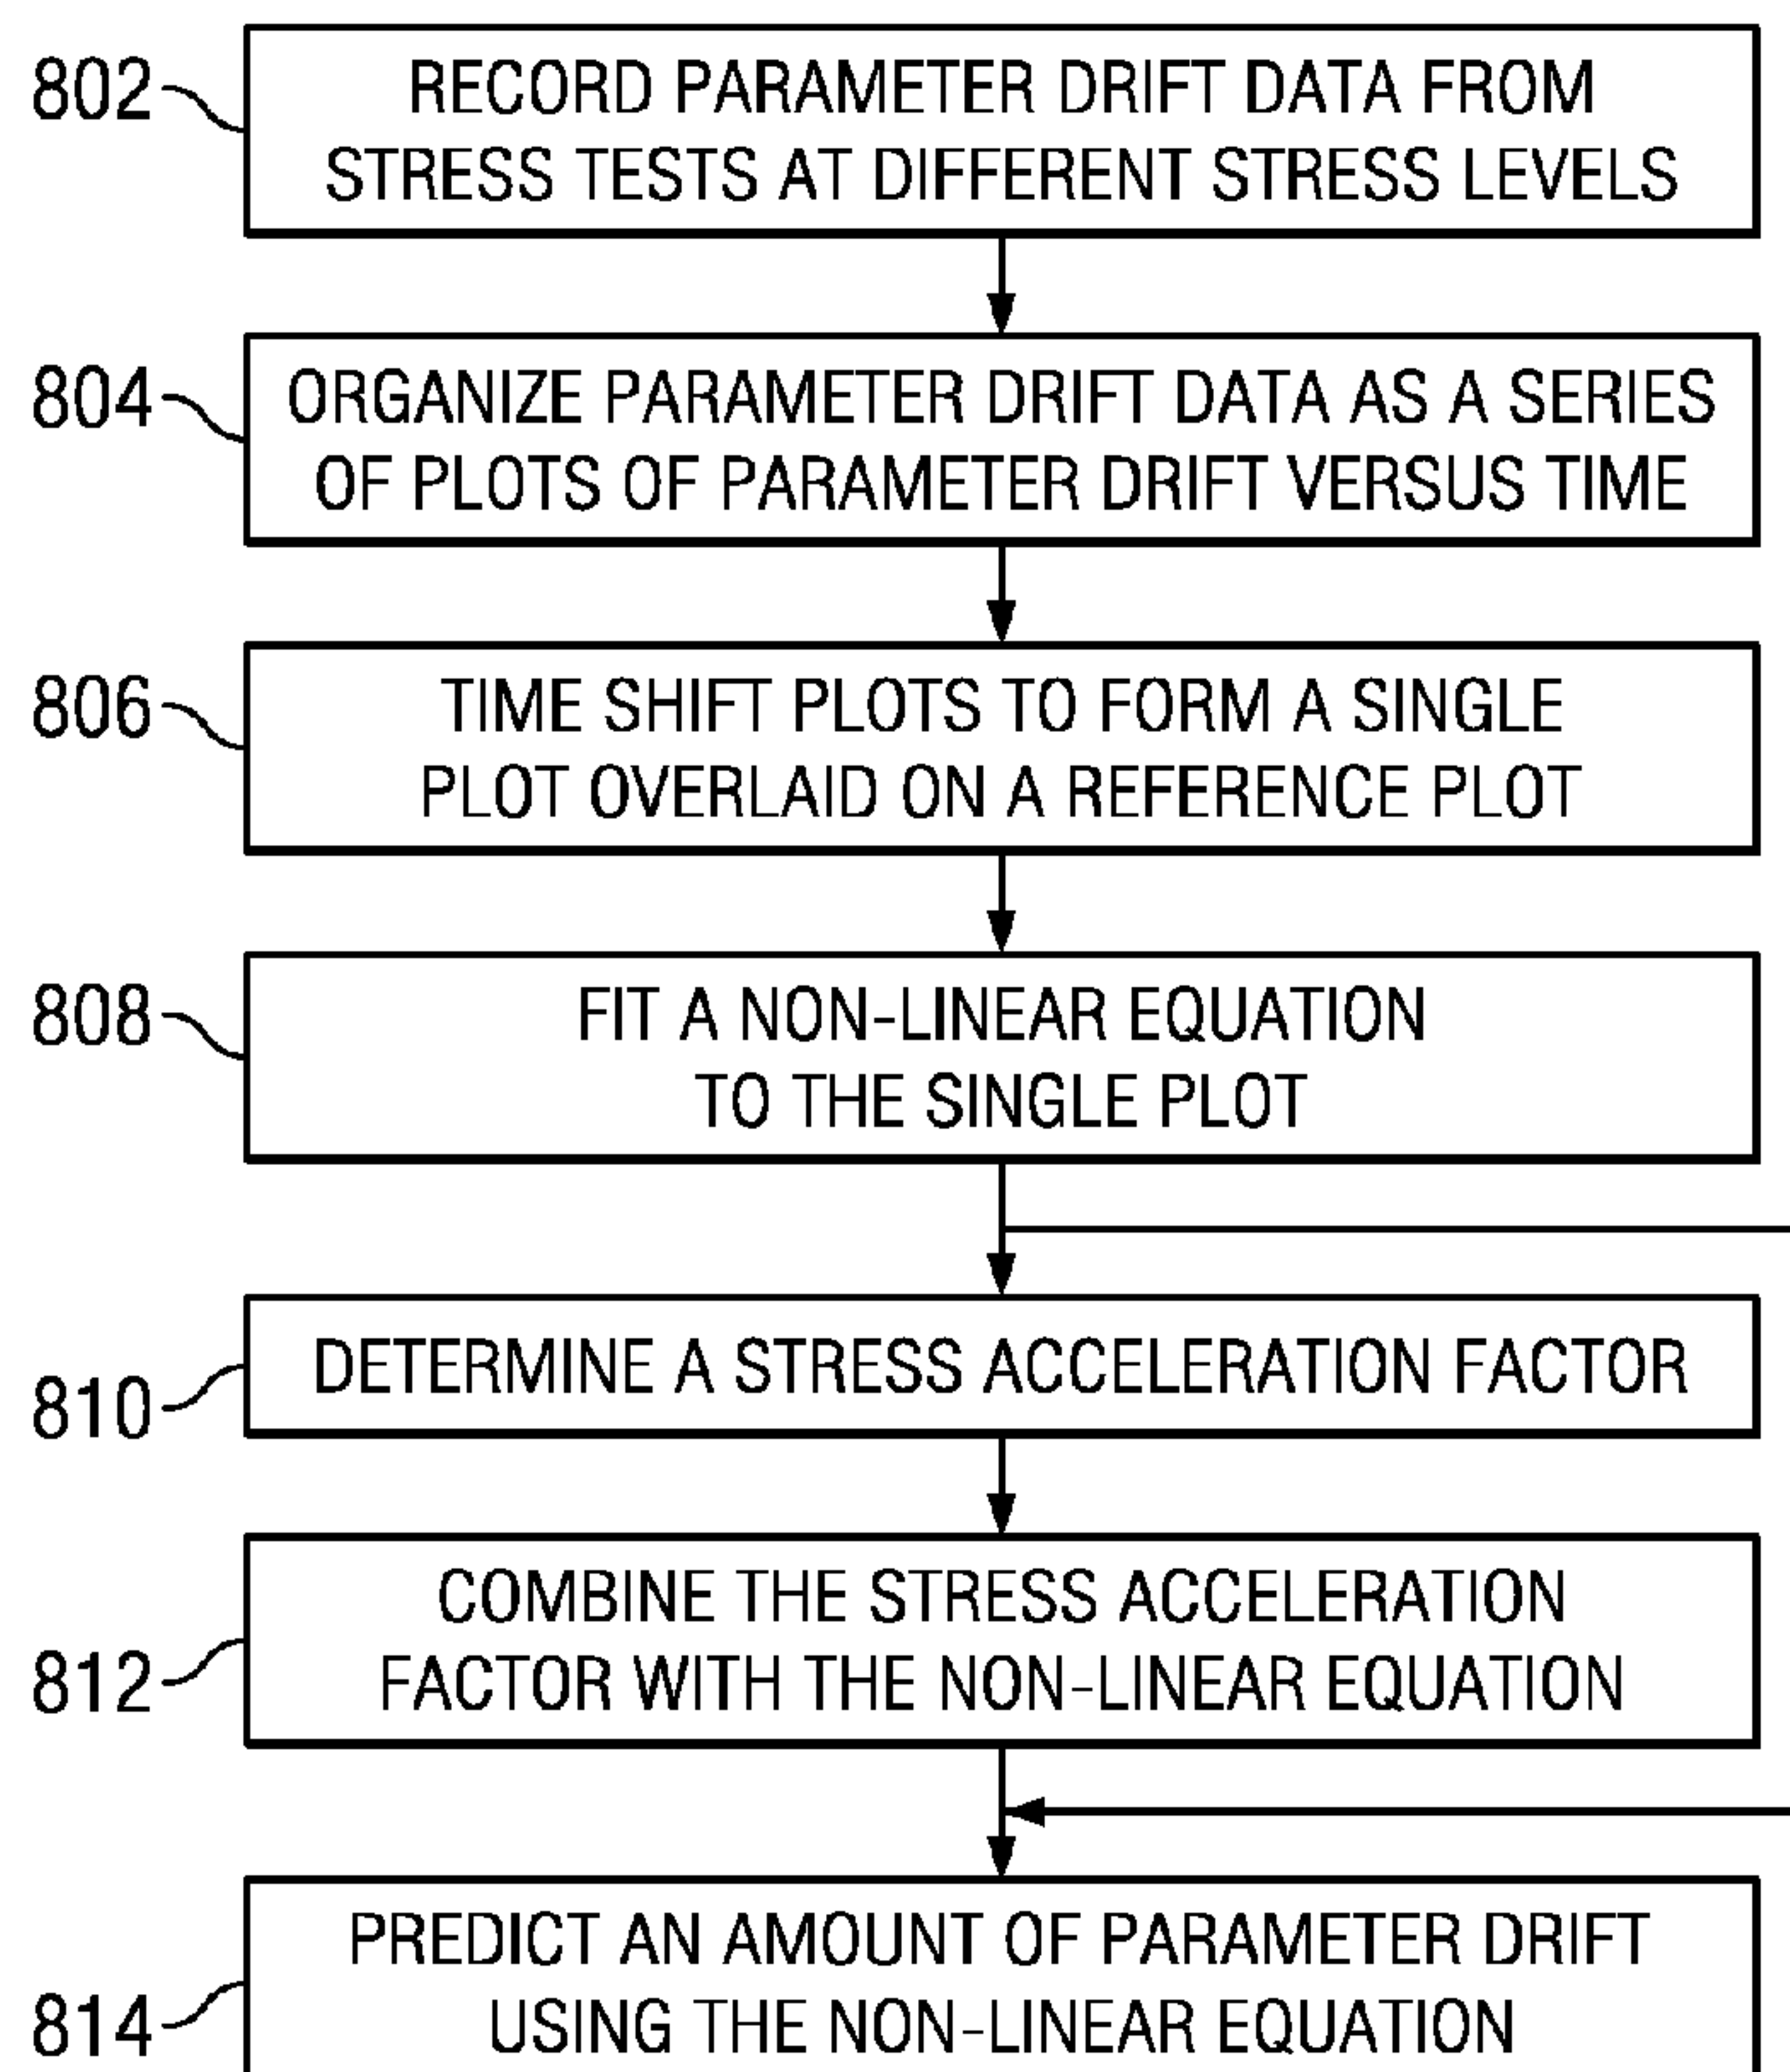 802
RECORD PARAMETER DRIFT DATA FROM
STRESS TESTS AT DIFFERENT STRESS LEVELS
804
ORGANIZE PARAMETER DRIFT DATA AS A SERIES
OF PLOTS OF PARAMETER DRIFT VERSUS TIME
806
TIME SHIFT PLOTS TO FORM A SINGLE
PLOT OVERLAID ON A REFERENCE PLOT
808
FIT A NON-LINEAR EQUATION
TO THE SINGLE PLOT
810
DETERMINE A STRESS ACCELERATION FACTOR
812
COMBINE THE STRESS ACCELERATION
FACTOR WITH THE NON-LINEAR EQUATION
814
PREDICT AN AMOUNT OF PARAMETER DRIFT
USING THE NON-LINEAR EQUATION